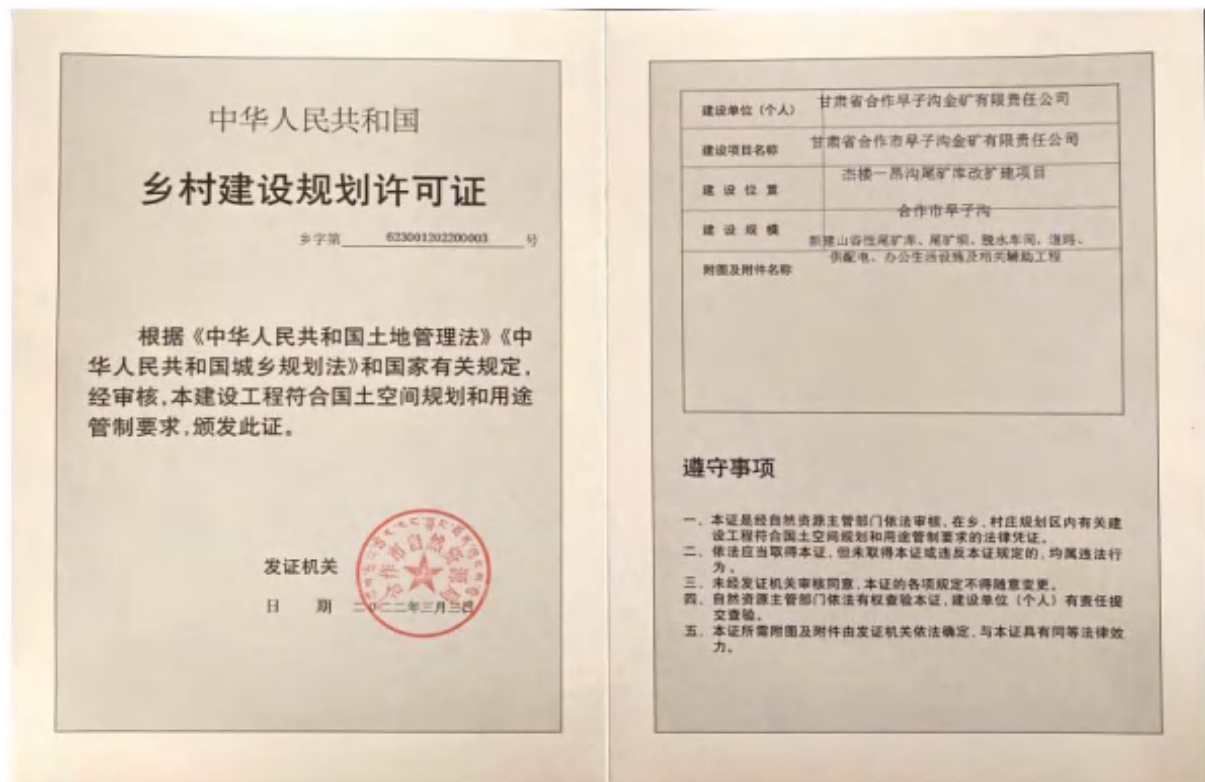 中华人民共和国
乡村建设规划许可证
乡字第 623001202200003 号
根据《中华人民共和国土地管理法》《中
华人民共和国城乡规划法》和国家有关规定,
经审核,本建设工程符合国土空间规划和用途
管制要求,颁发此证。
合作市自然资源局
发证机关
日 期 二〇二二年三月三日
建设单位(个人) 甘肃省合作早子沟金矿有限责任公司
建设项目名称 甘肃省合作市早子沟金矿有限责任公司
杰楼一昂沟尾矿库改扩建项目
建设位置
合作市早子沟
建设规模
新建山谷性尾矿库、尾矿坝、脱水车间、道路、
供配电、办公生活设施及相关辅助工程
附图及附件名称
遵守事项
一、本证是经自然资源主管部门依法审核,在乡、村庄规划区内有关建
设工程符合国土空间规划和用途管制要求的法律凭证。
二、依法应当取得本证,但未取得本证或违反本证规定的,均属违法行
为。
三、未经发证机关审核同意,本证的各项规定不得随意变更。
四、自然资源主管部门依法有权查验本证,建设单位(个人)有责任提
交查验。
五、本证所需附图及附件由发证机关依法确定,与本证具有同等法律效
力。